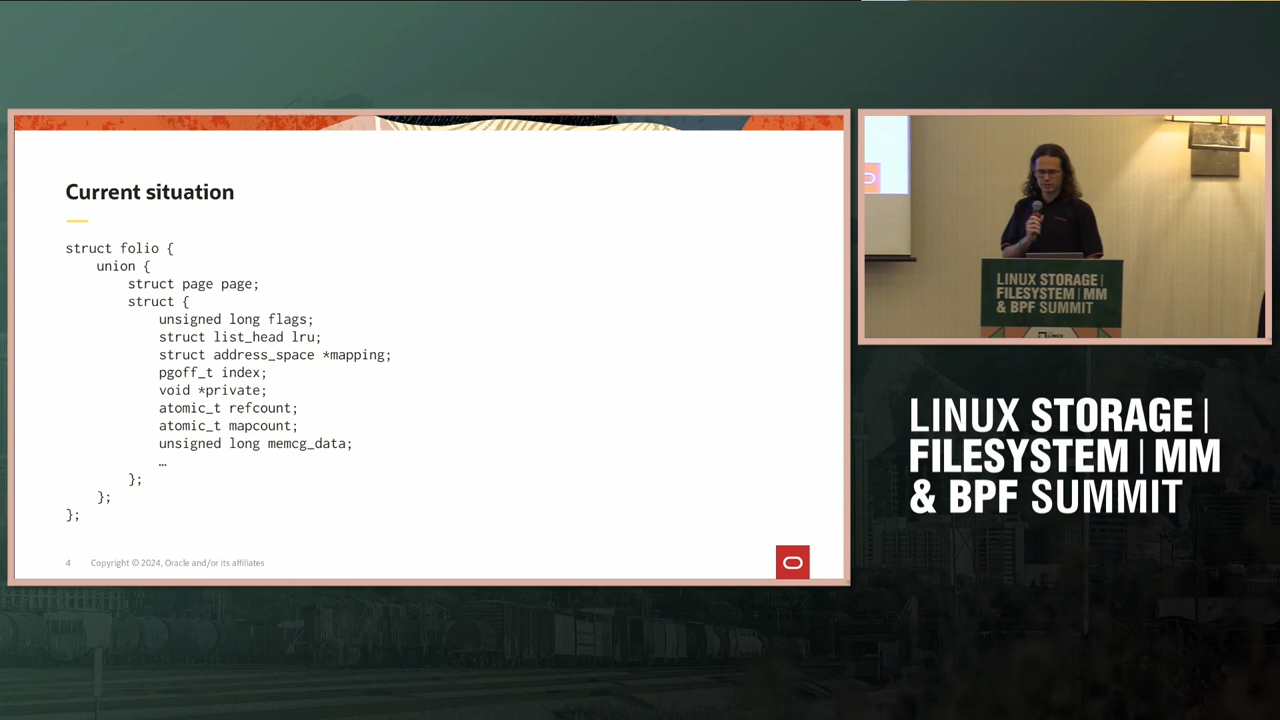 Current situation
struct folio {
union {
struct page page;
struct {
unsigned long flags;
struct list_head lru;
struct address_space *mapping;
pgoff_t index;
void *private;
atomic_t refcount;
atomic_t mapcount;
unsigned long memcg_data;
…
};
};
};
4 Copyright © 2024, Oracle and/or its affiliates
LINUX STORAGE |
FILESYSTEM | MM
& BPF SUMMIT
LINUX STORAGE |
FILESYSTEM | MM
& BPF SUMMIT